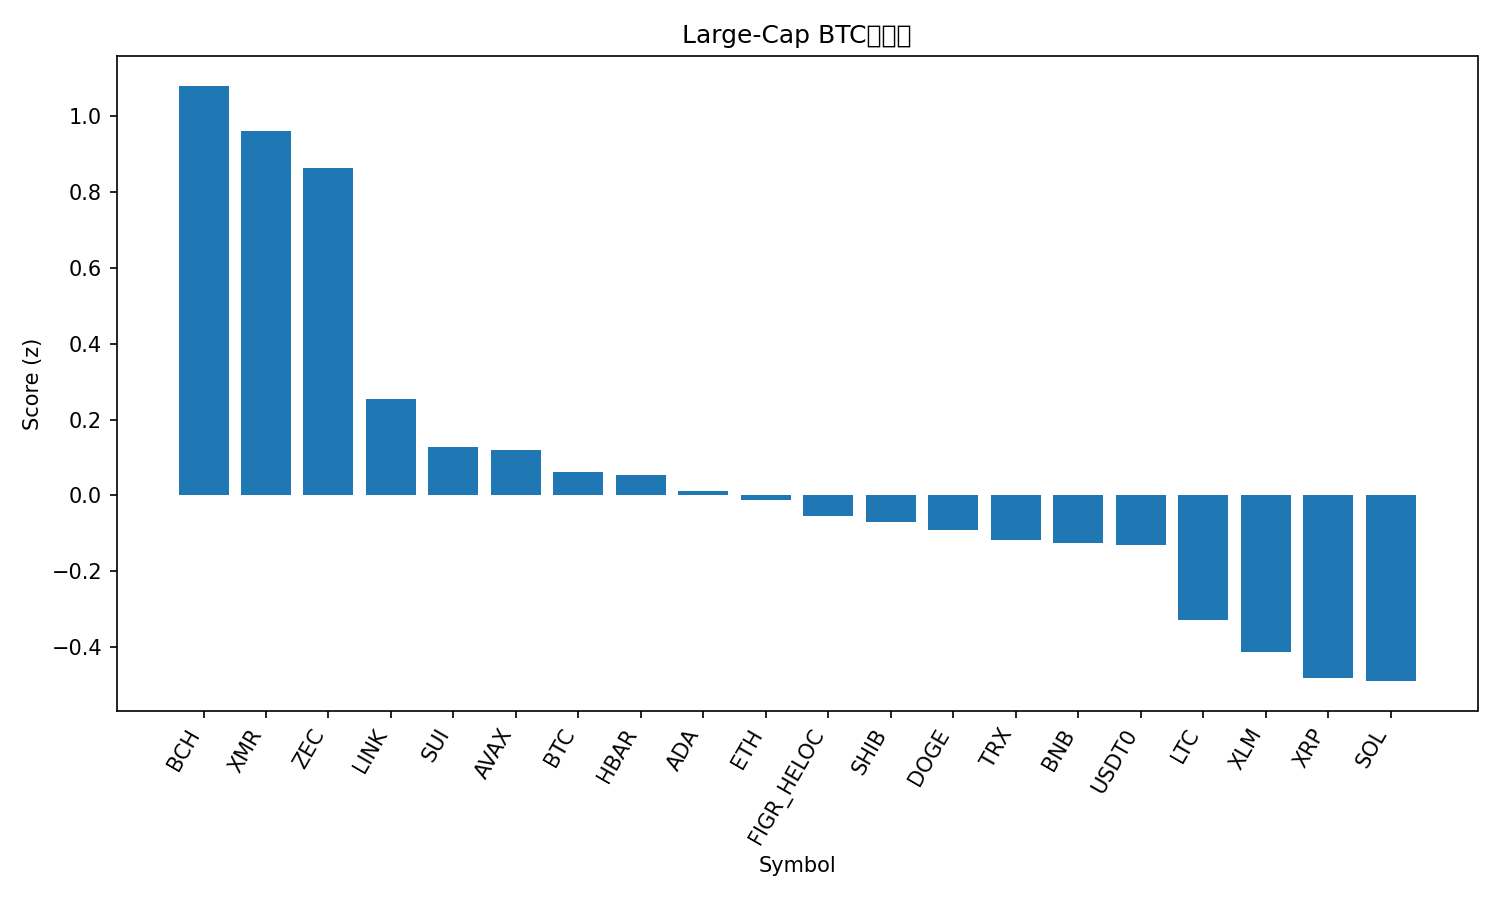 Large-Cap BTC
1.0
0.8
0.6
0.4
0.2
0.0
−0.2
−0.4
Score (z)
BCH
XMR
ZEC
LINK
SUI
AVAX
BTC
HBAR
ADA
ETH
FIGR_HELOC
SHIB
DOGE
TRX
BNB
USDT0
LTC
XLM
XRP
SOL
Symbol